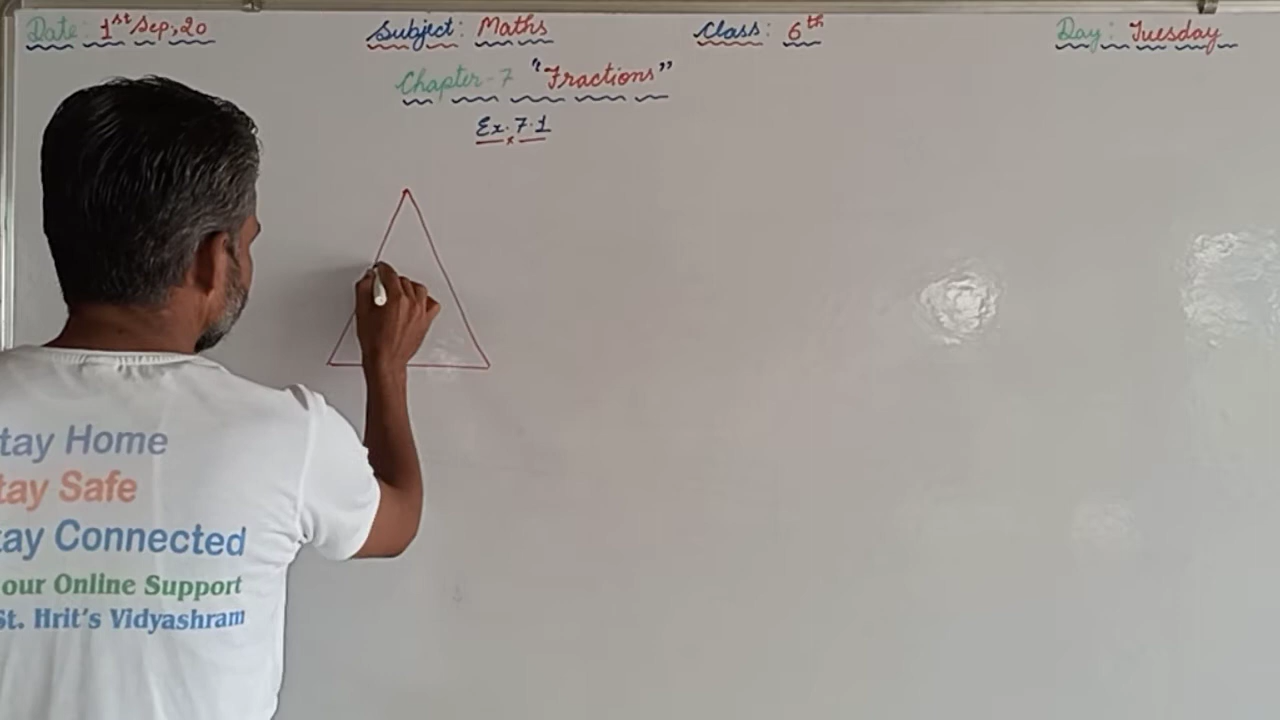 Date: 1st Sep, 20 Subject: Maths Class: 6th Day: Tuesday
Chapter-7 "Fractions"
Ex. 7.1
tay Home
tay Safe
tay Connected
our Online Support
St. Hrit's Vidyashram